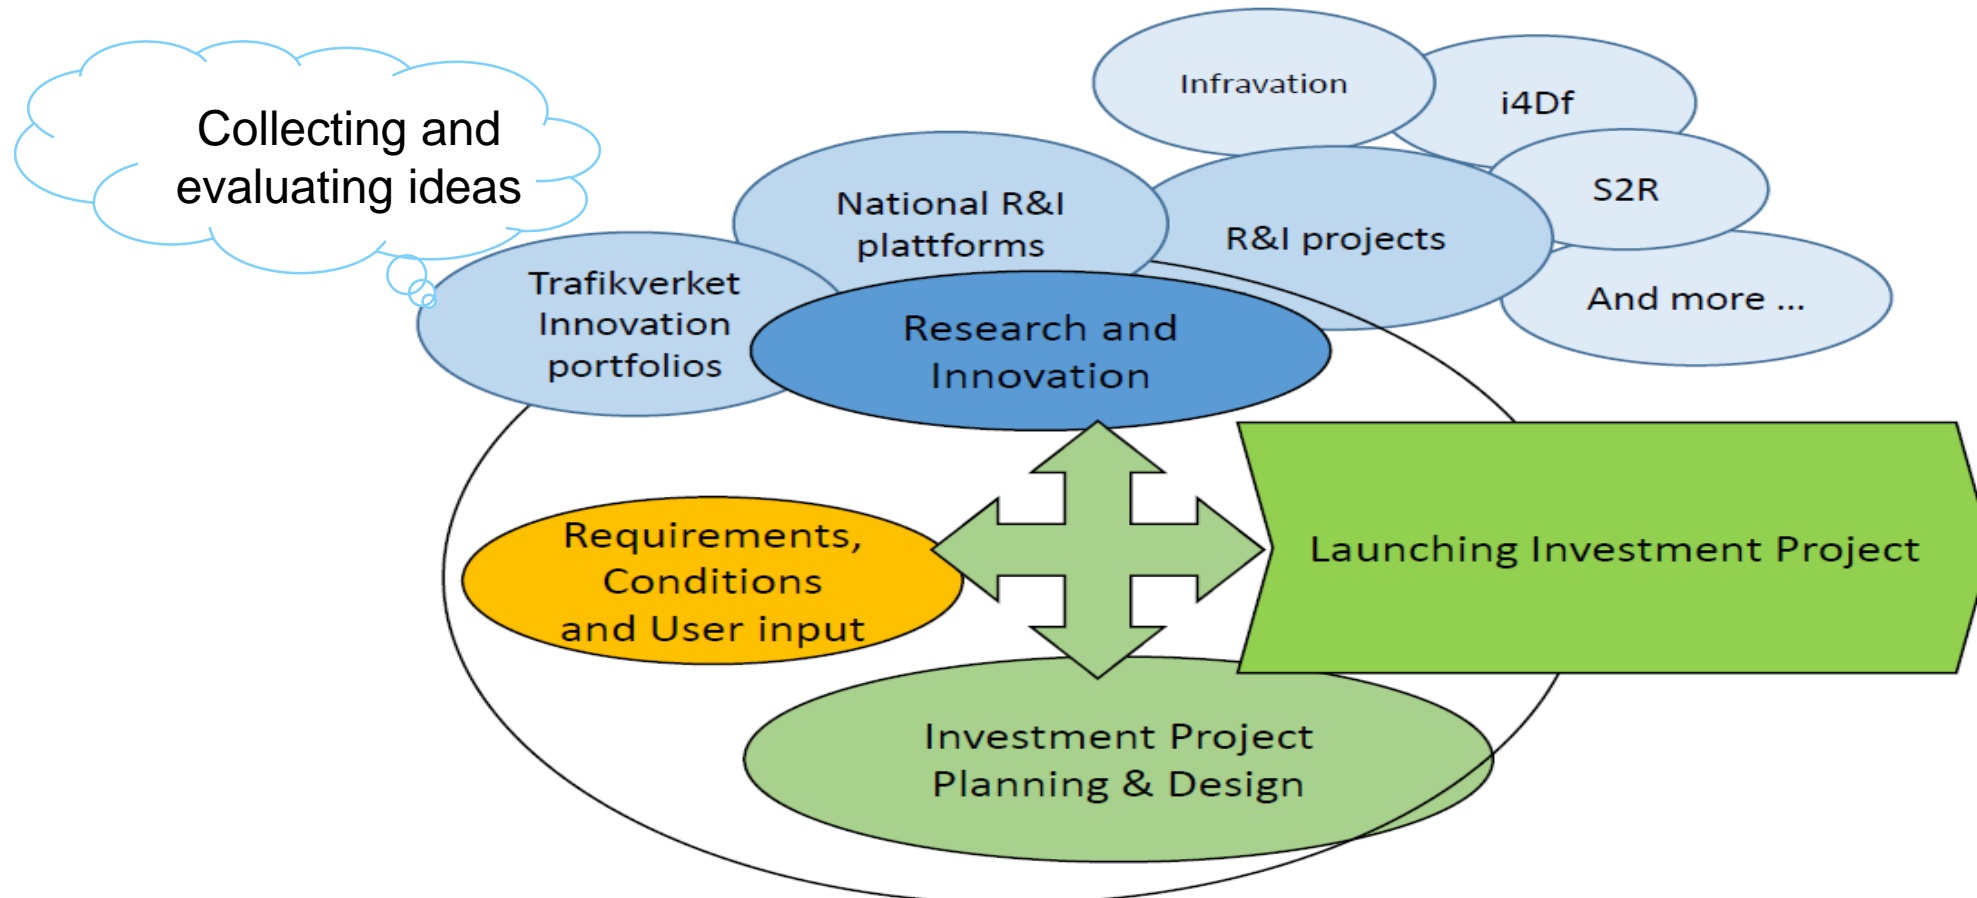 Collecting and
evaluating ideas
Infravation
i4Df
S2R
And more ...
National R&I
plattforms
R&I projects
Trafikverket
Innovation
portfolios
Research and
Innovation
Requirements,
Conditions
and User input
Launching Investment Project
Investment Project
Planning & Design